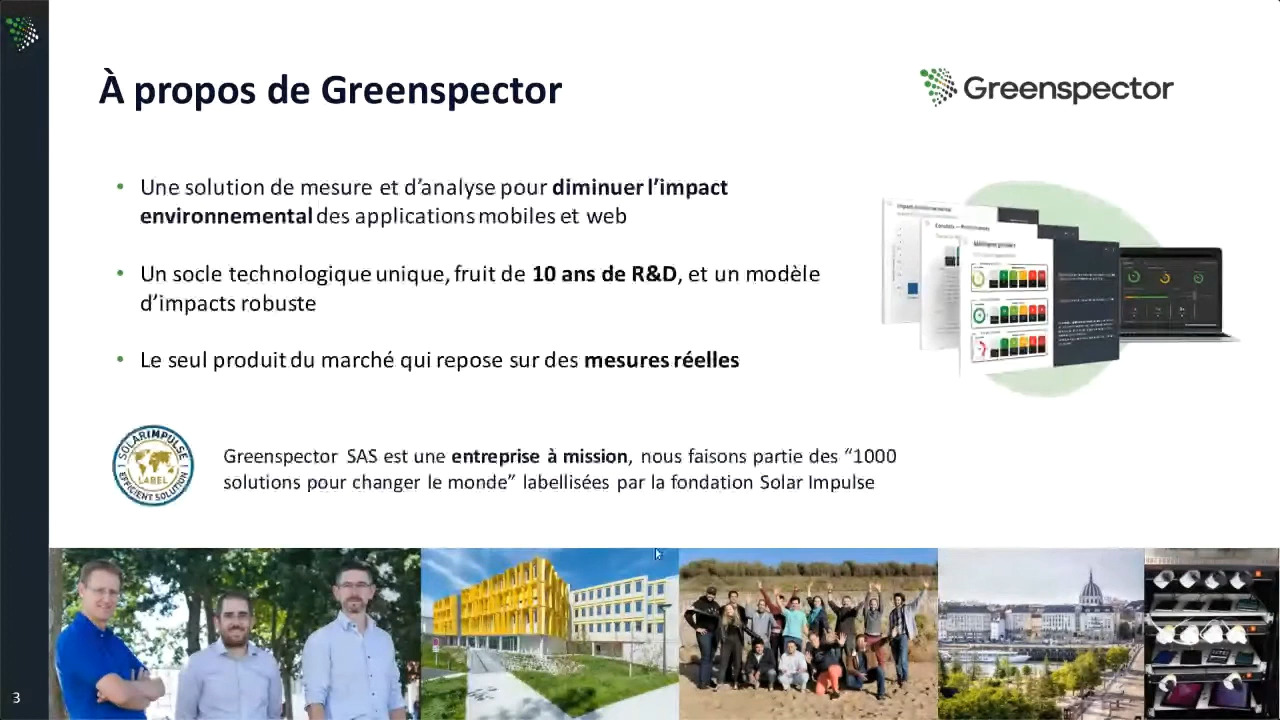 À propos de Greenspector
Greenspector
• Une solution de mesure et d’analyse pour diminuer l’impact
environnemental des applications mobiles et web
• Un socle technologique unique, fruit de 10 ans de R&D, et un modèle
d’impacts robuste
• Le seul produit du marché qui repose sur des mesures réelles
SOLARIMPULSE
EFFICIENT SOLUTION
LABEL
Greenspector SAS est une entreprise à mission, nous faisons partie des “1000
solutions pour changer le monde” labellisées par la fondation Solar Impulse
3